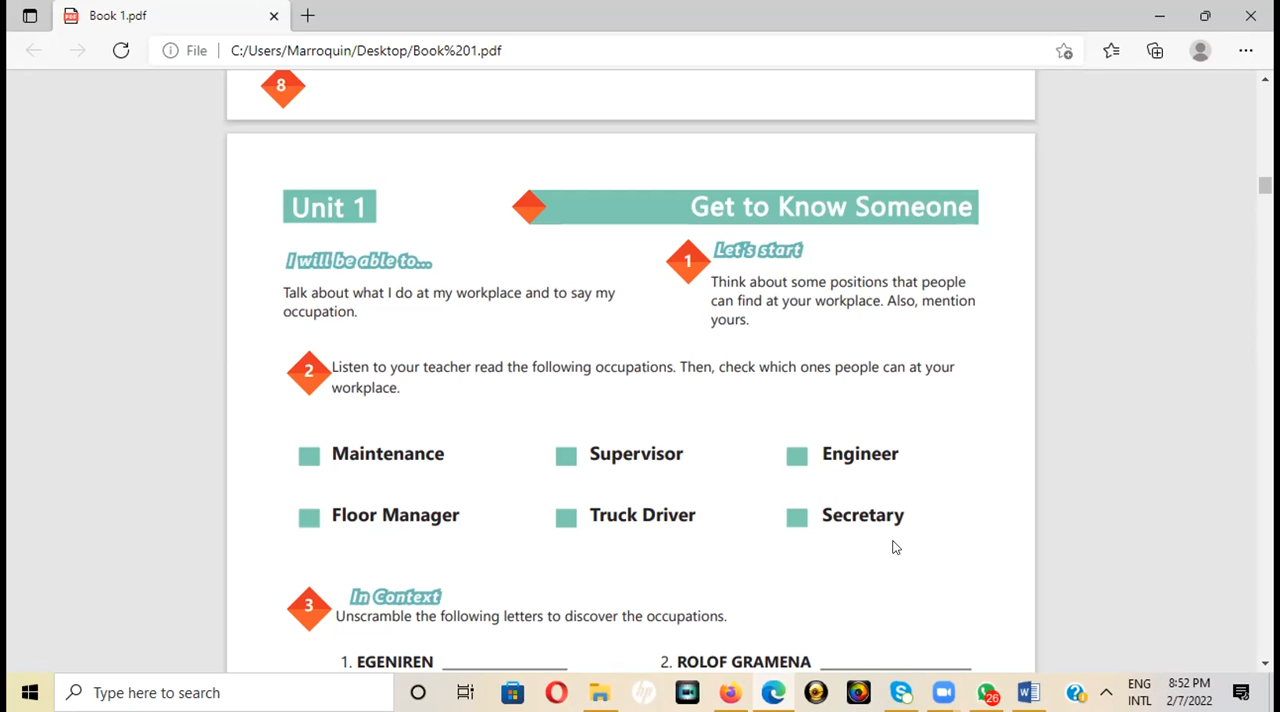 Book 1.pdf
File C:/Users/Marroquin/Desktop/Book%201.pdf
8
Unit 1 Get to Know Someone
I will be able to...
Talk about what I do at my workplace and to say my
occupation.
1 Let's start
Think about some positions that people
can find at your workplace. Also, mention
yours.
2 Listen to your teacher read the following occupations. Then, check which ones people can at your
workplace.
Maintenance Supervisor Engineer
Floor Manager Truck Driver Secretary
3 In Context
Unscramble the following letters to discover the occupations.
1. EGENIREN ____________ 2. ROLOF GRAMENA ____________
Type here to search
26
ENG
INTL
8:52 PM
2/7/2022